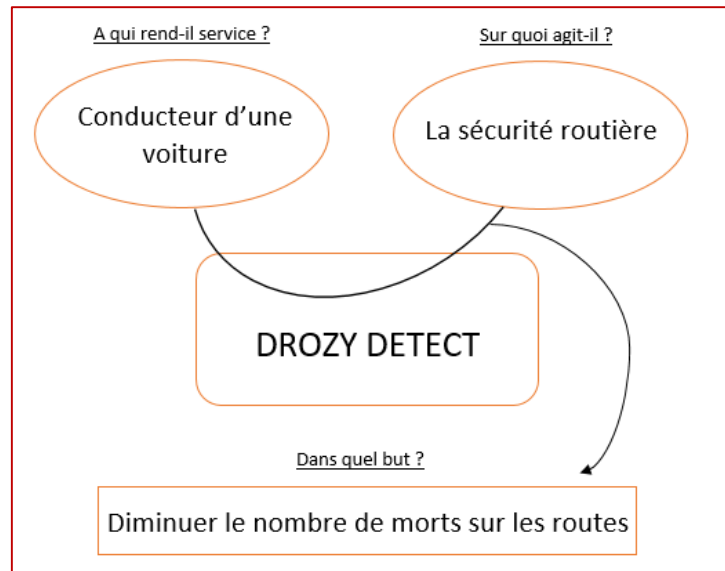 A qui rend-il service ?
Sur quoi agit-il ?
Conducteur d’une
voiture
La sécurité routière
DROZY DETECT
Dans quel but ?
Diminuer le nombre de morts sur les routes